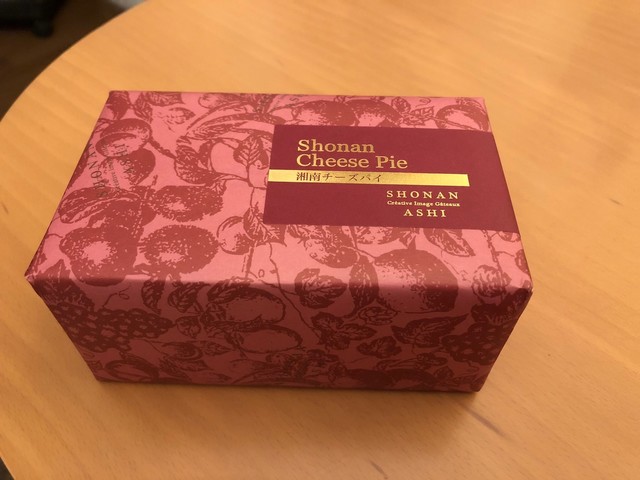 Shonan
Cheese Pie
湘南チーズパイ
SHONAN
Créative Image Gâteaux
ASHI